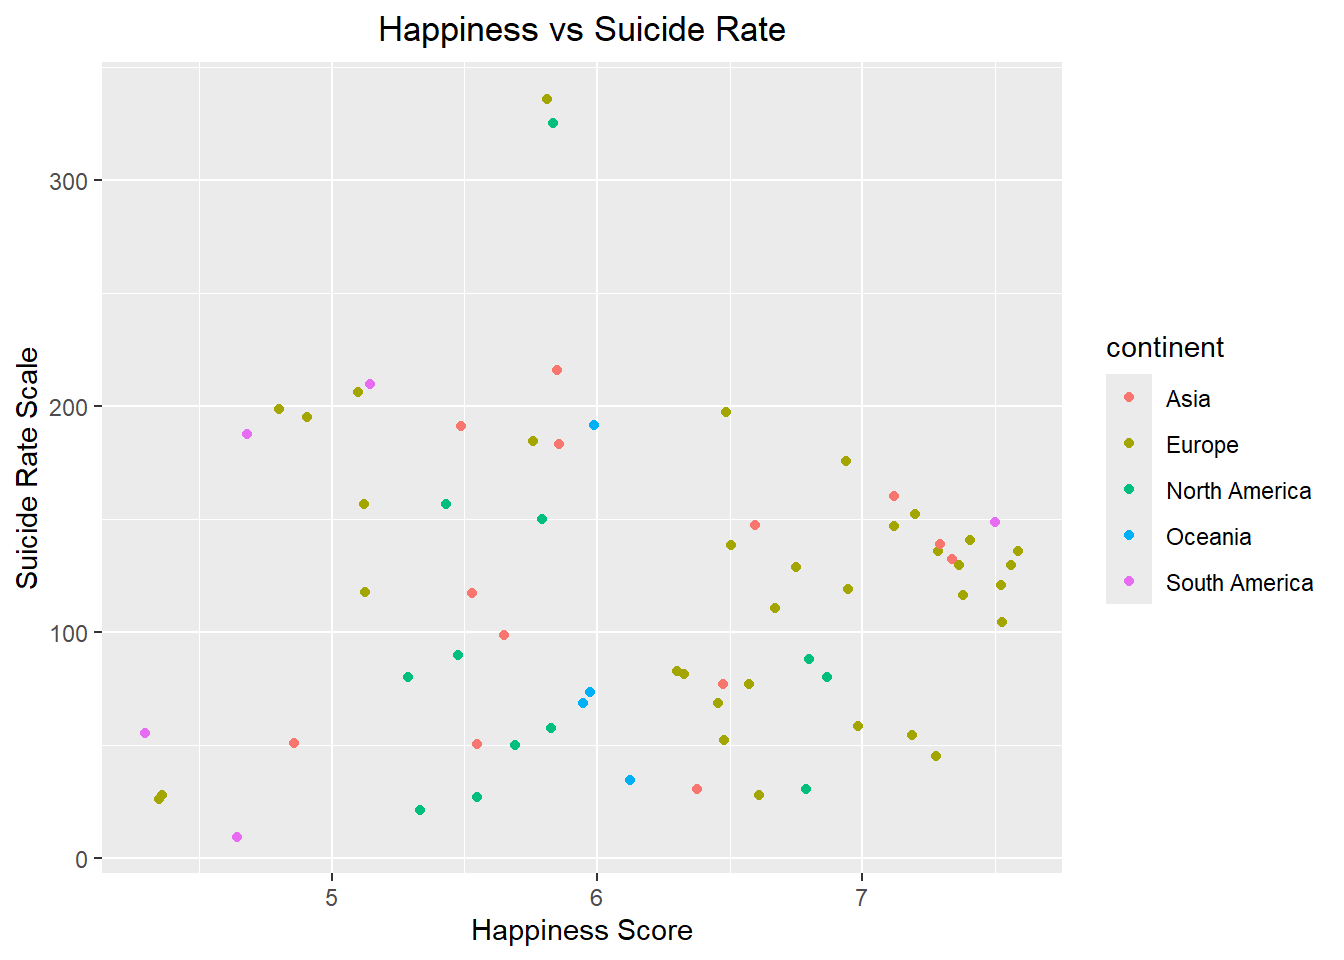 Happiness vs Suicide Rate
300
200
100
0
Suicide Rate Scale
5 6 7
Happiness Score
continent
Asia
Europe
North America
Oceania
South America